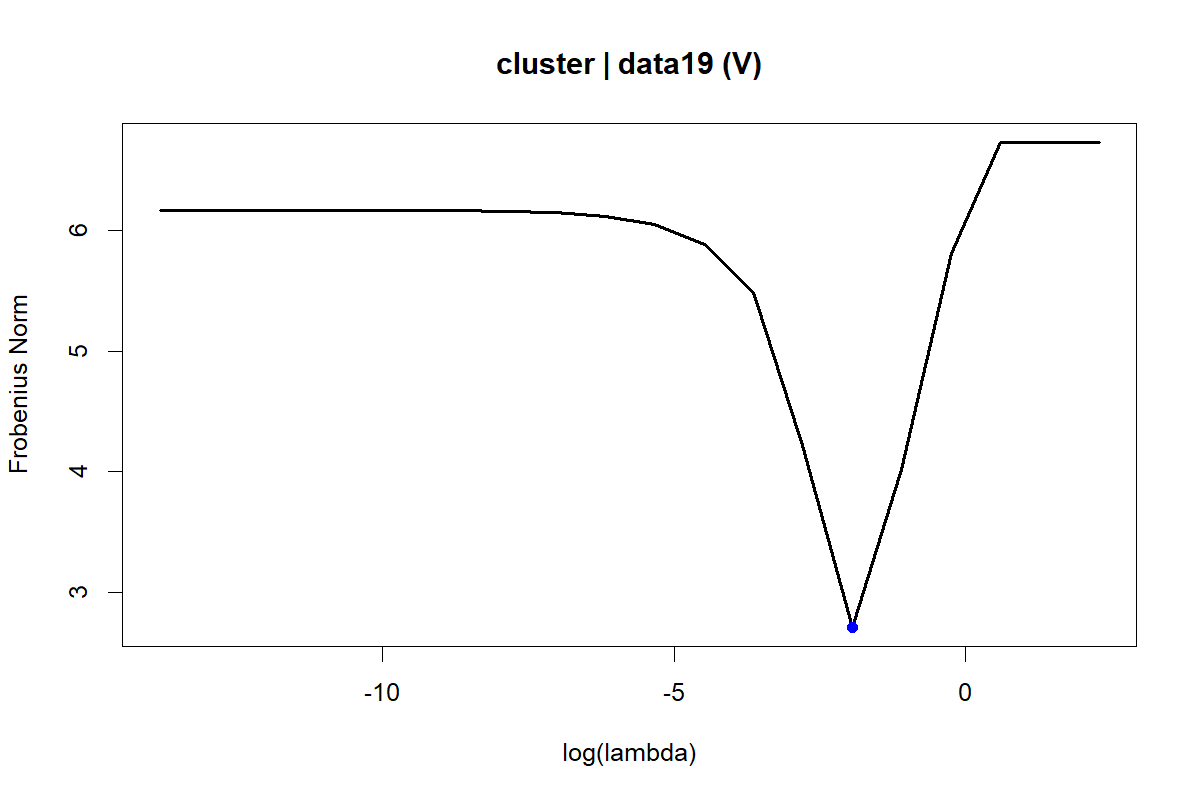 cluster | data19 (V)
Frobenius Norm
6
5
4
3
-10 -5 0
log(lambda)